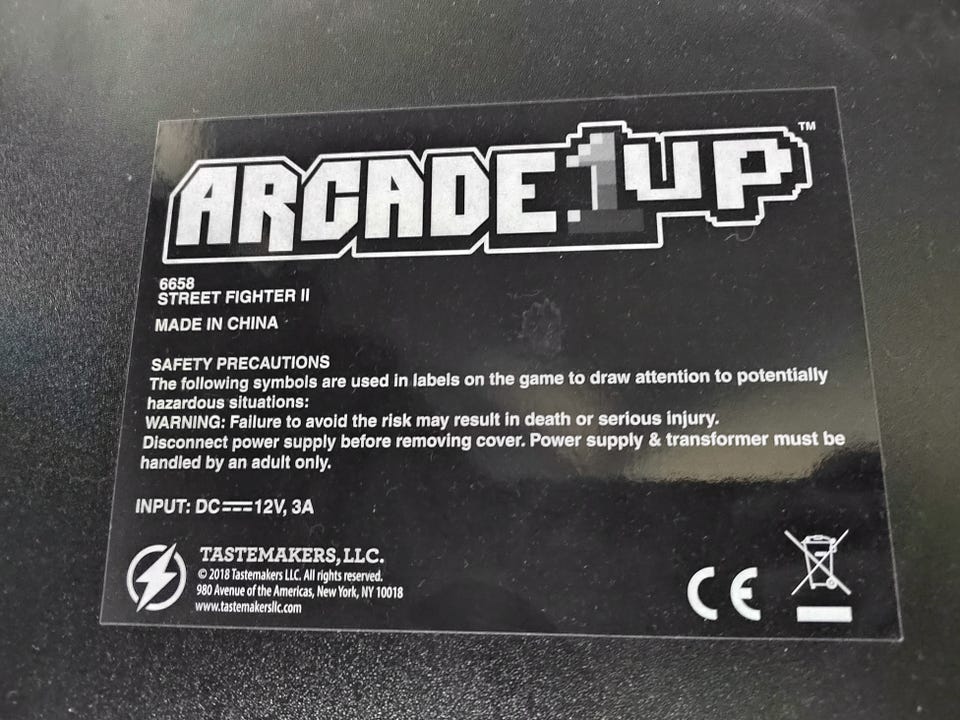 ARCADE1UP™
6658
STREET FIGHTER II
MADE IN CHINA
SAFETY PRECAUTIONS
The following symbols are used in labels on the game to draw attention to potentially
hazardous situations:
WARNING: Failure to avoid the risk may result in death or serious injury.
Disconnect power supply before removing cover. Power supply & transformer must be
handled by an adult only.
INPUT: DC⎓12V, 3A
TASTEMAKERS, LLC.
© 2018 Tastemakers LLC. All rights reserved.
980 Avenue of the Americas, New York, NY 10018
www.tastemakersllc.com
CE